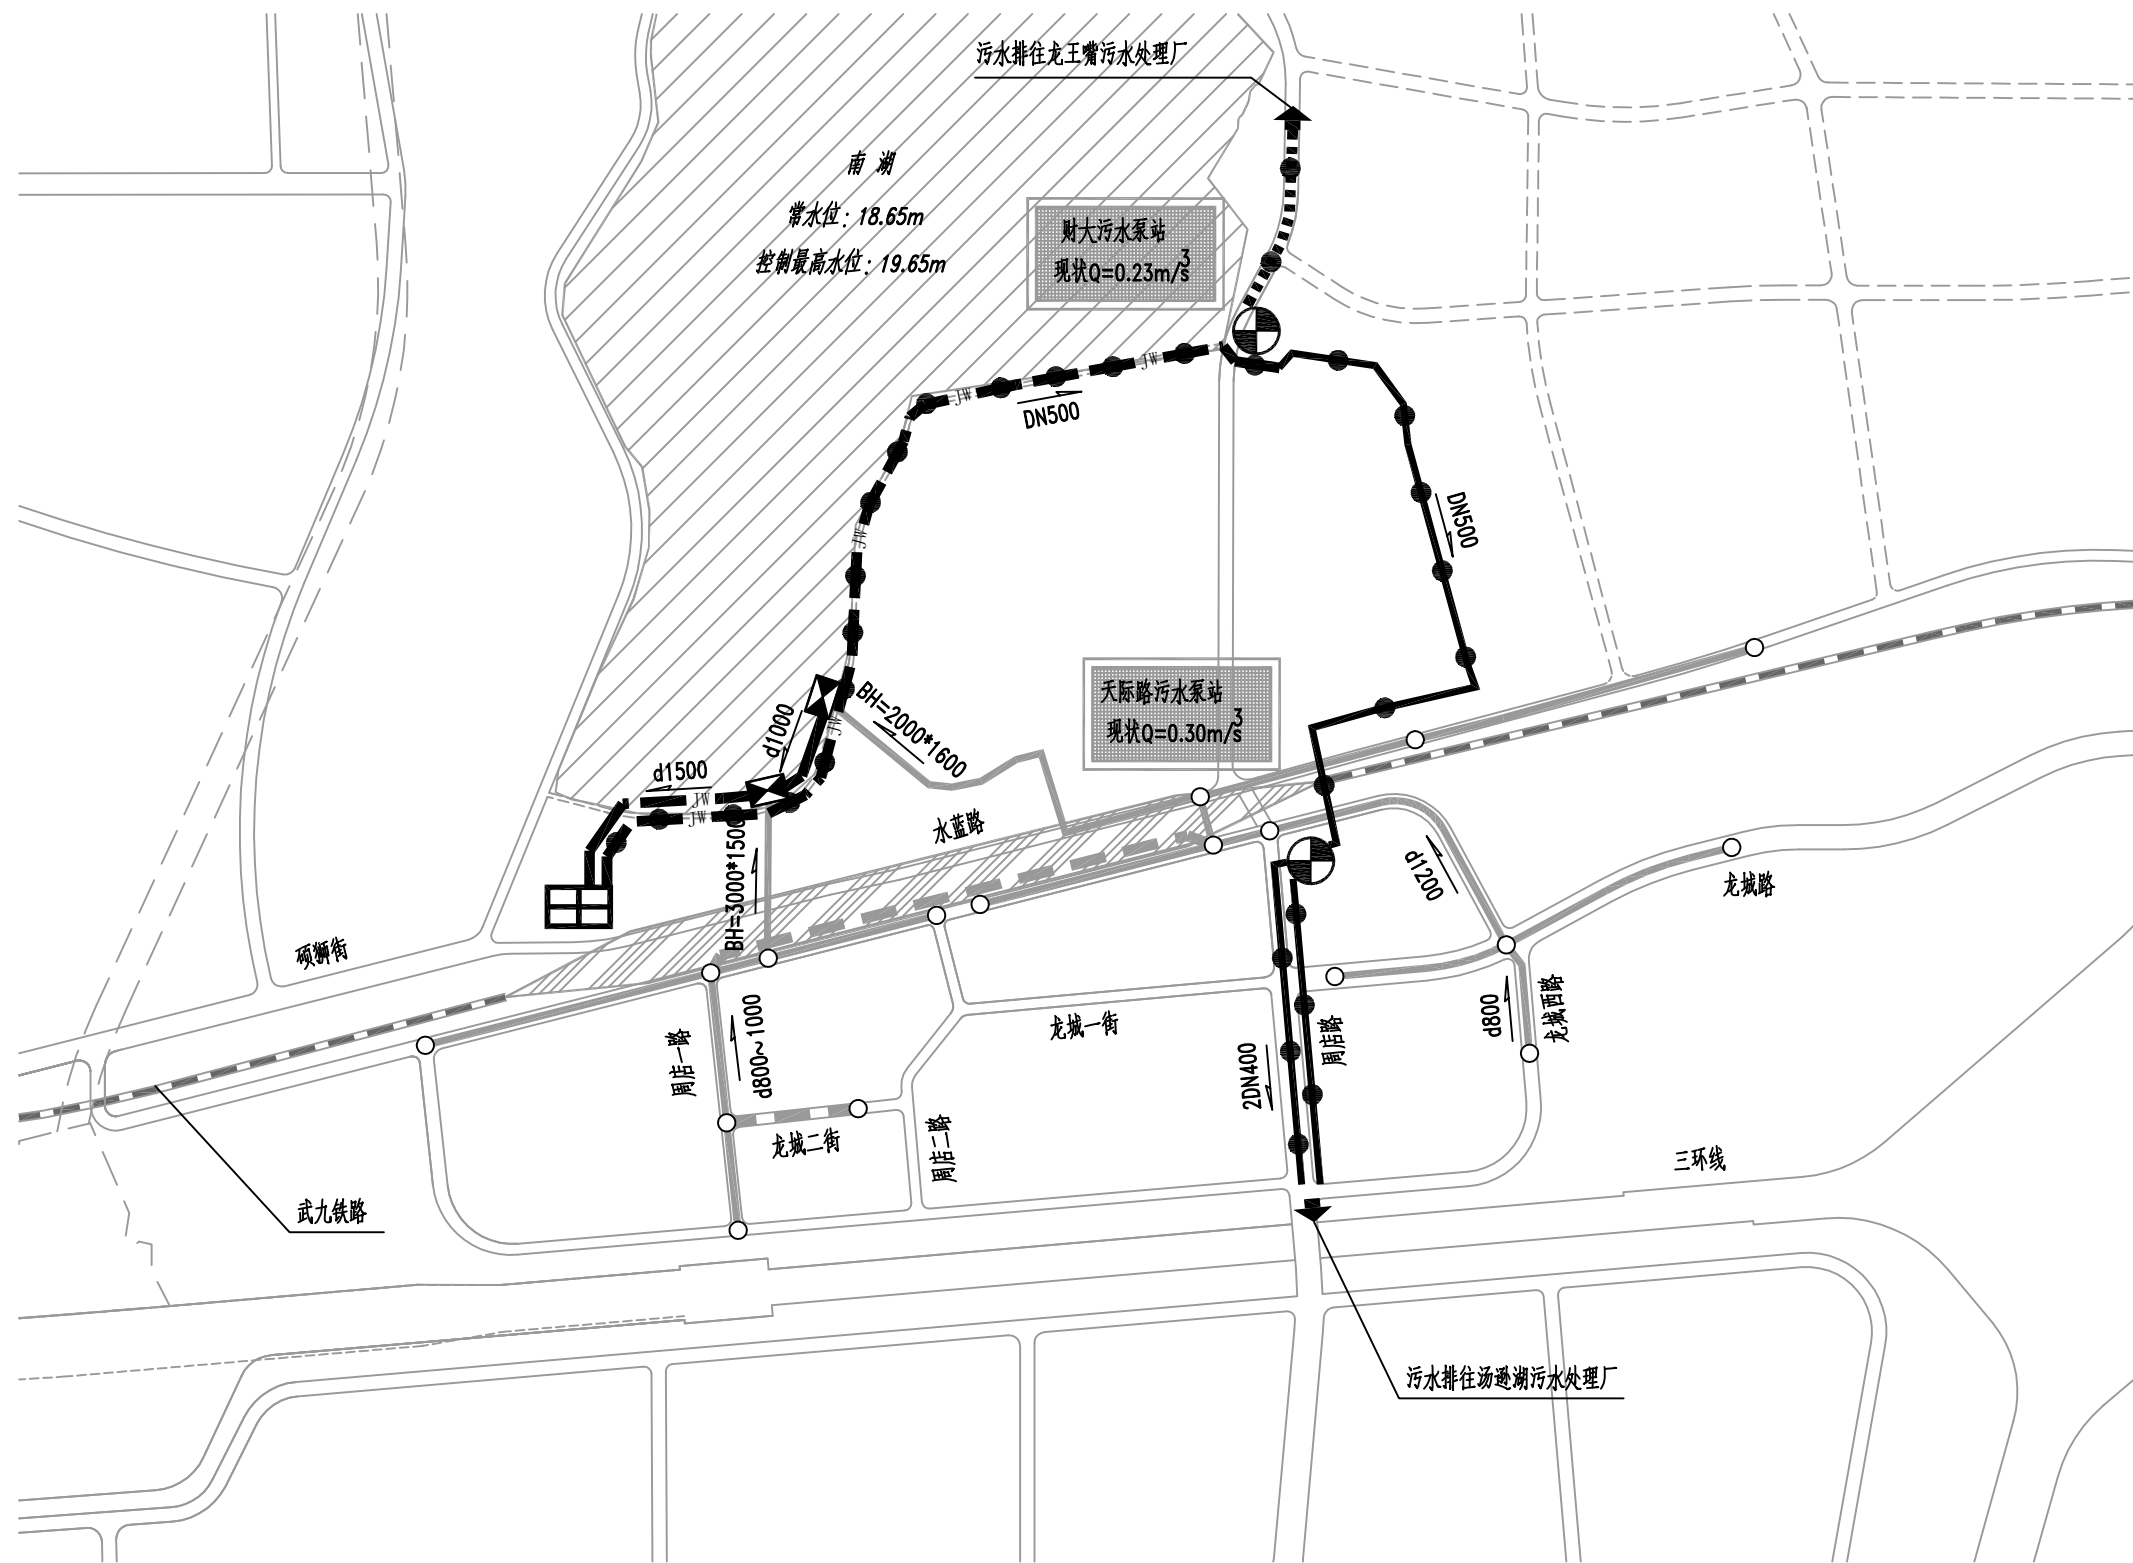 污水排往龙王嘴污水处理厂
南 湖
常水位：18.65m
控制最高水位：19.65m
财大污水泵站
现状Q=0.23m³/s
JW
JW
DN500
DN500
JW
天际路污水泵站
现状Q=0.30m³/s
BH=2000*1600
d1000
JW
d1500
JW
JW
水蓝路
BH=3000*1500
d1200
龙城路
硕狮街
周店一路
d800~1000
龙城一街
2DN400
周店路
d800
龙城西路
龙城二街
周店二路
三环线
武九铁路
污水排往汤逊湖污水处理厂